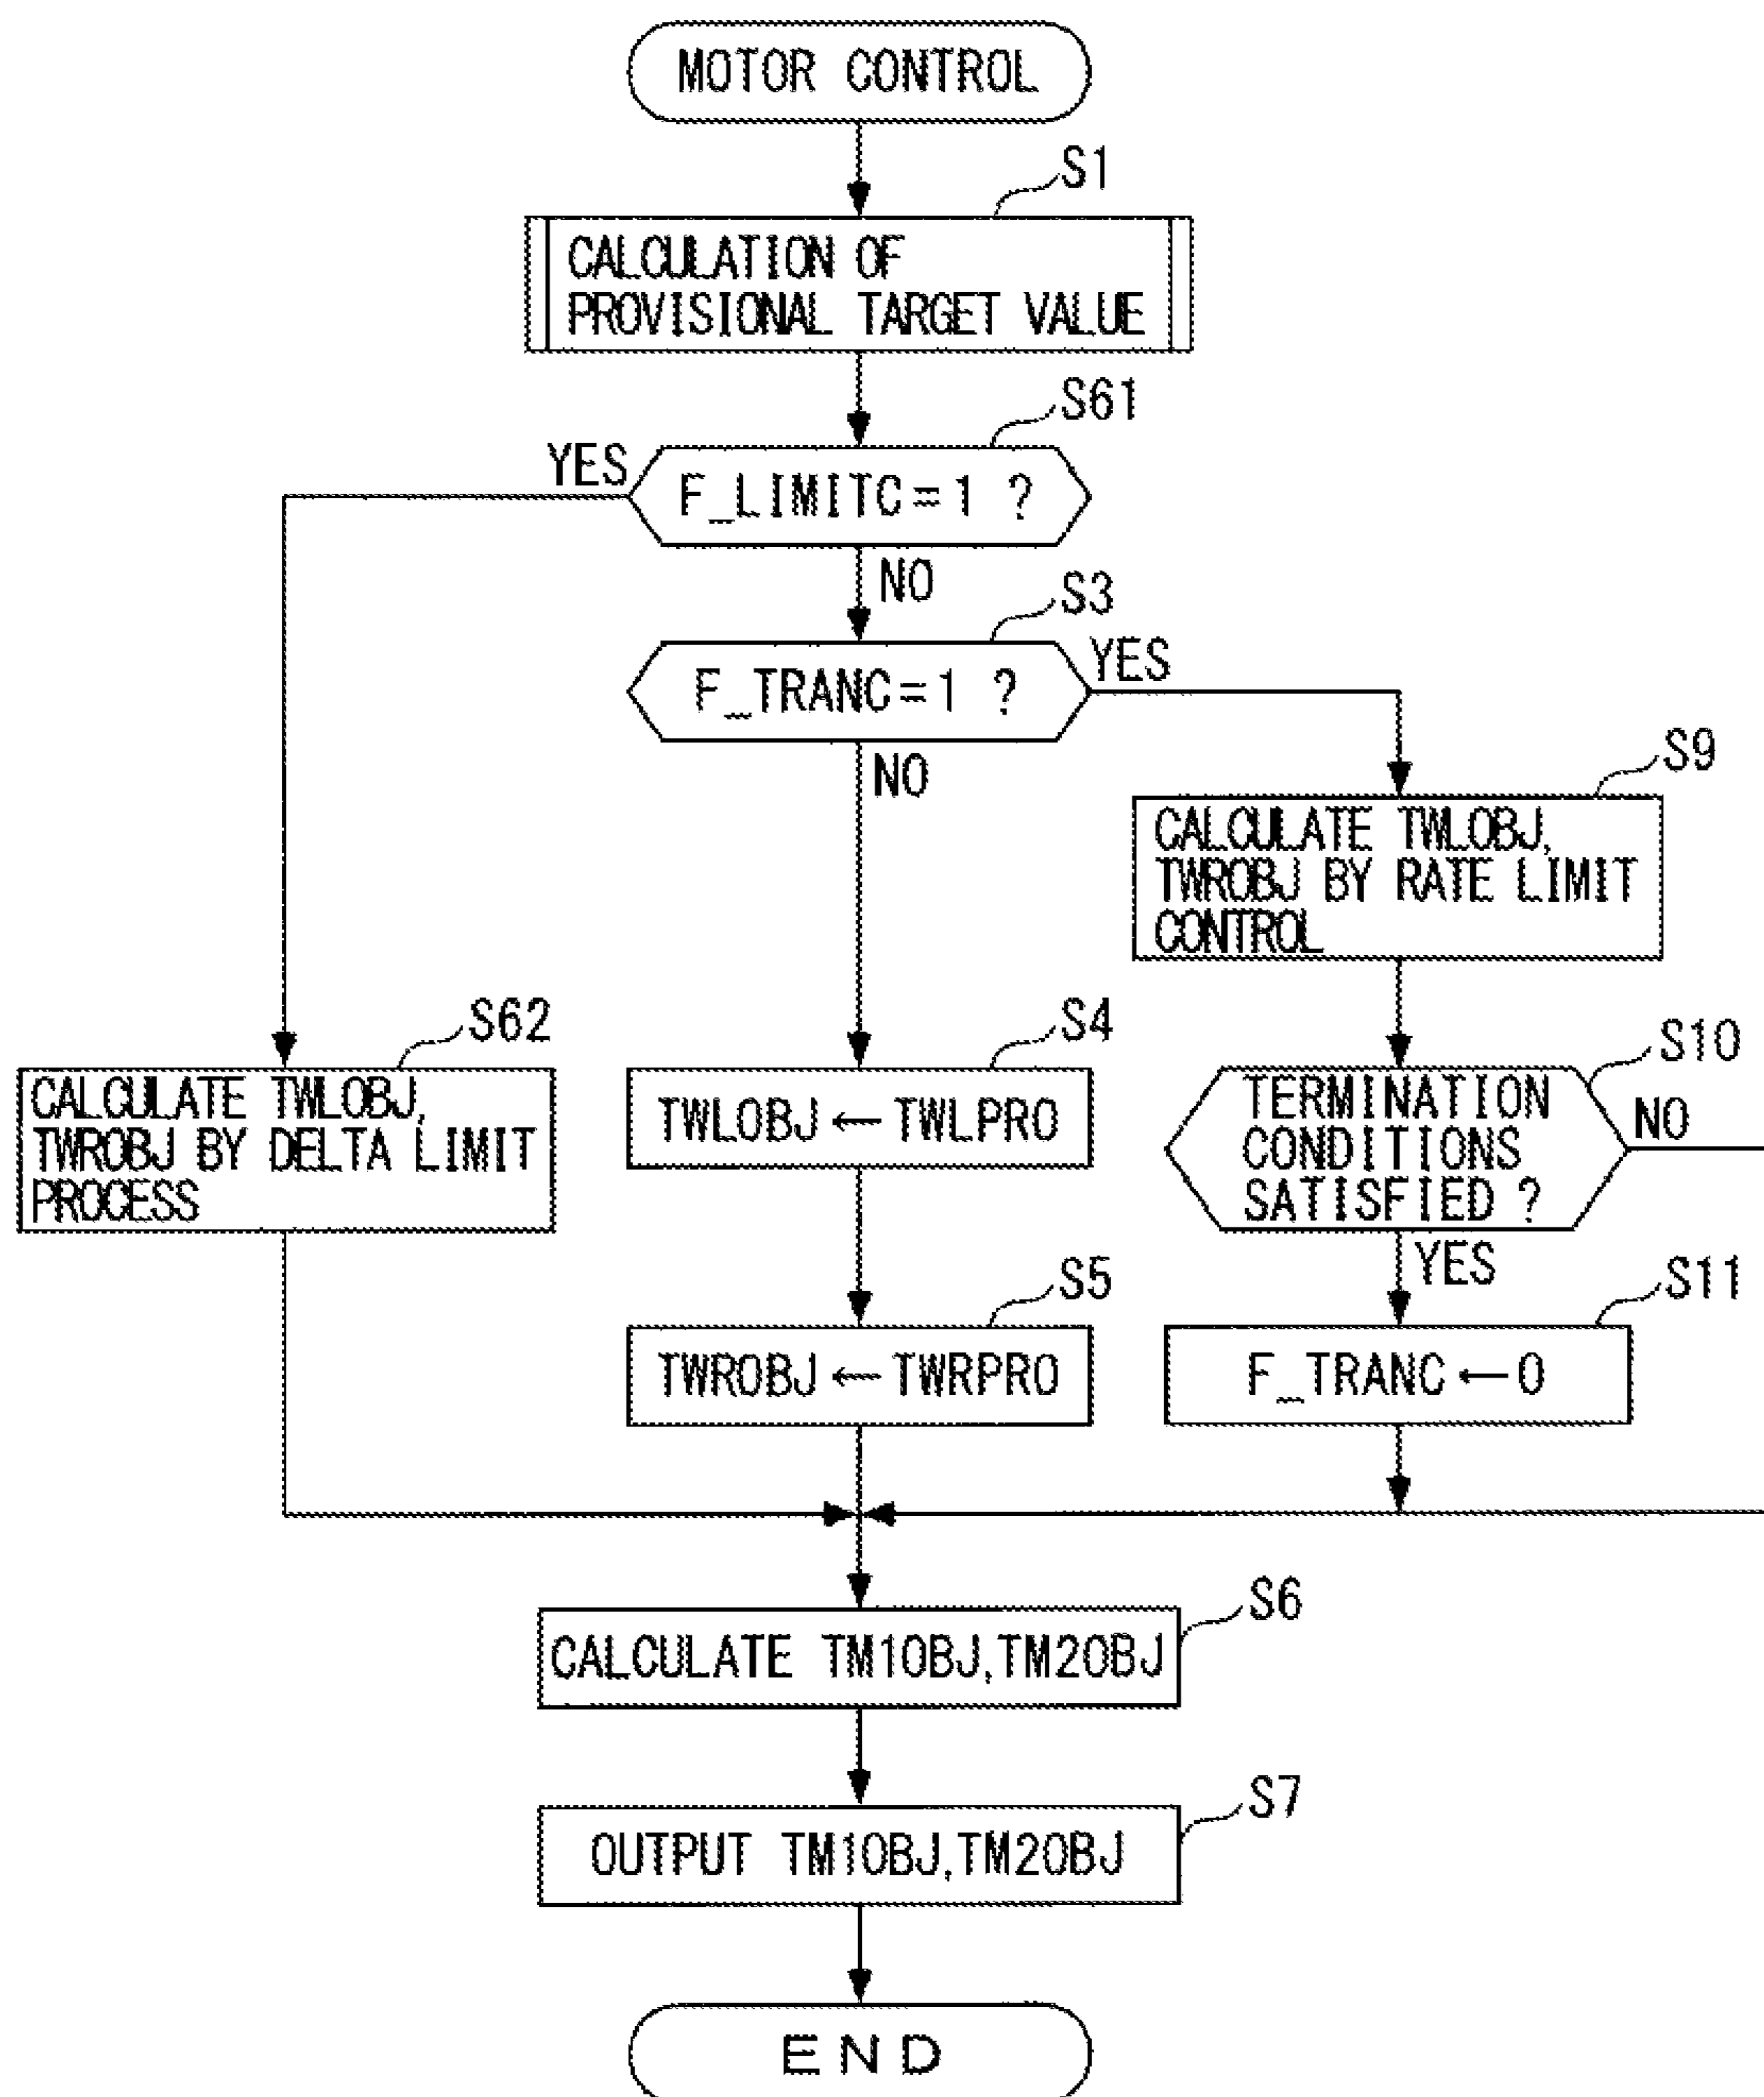 MOTOR CONTROL
S1
CALCULATION OF
PROVISIONAL TARGET VALUE
S61
YES
F_LIMITC=1 ?
NO
S3
YES
F_TRANC=1 ?
NO
S9
CALCULATE TWLOBJ,
TWROBJ BY RATE LIMIT
CONTROL
S62
CALCULATE TWLOBJ,
TWROBJ BY DELTA LIMIT
PROCESS
S4
TWLOBJ←TWLPRO
S10
TERMINATION
CONDITIONS
SATISFIED ?
NO
YES
S5
TWROBJ←TWRPRO
S11
F_TRANC←0
S6
CALCULATE TM1OBJ,TM2OBJ
S7
OUTPUT TM1OBJ,TM2OBJ
END